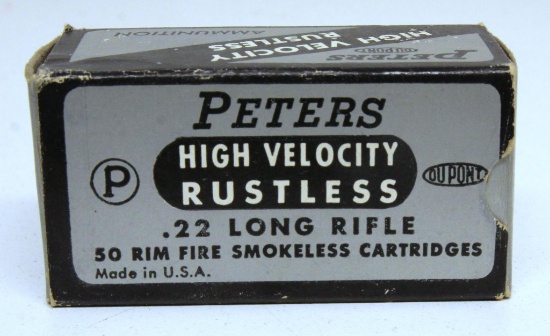 PETERS
DUPONT
HIGH VELOCITY
RUSTLESS
AMMUNITION
PETERS
HIGH VELOCITY
RUSTLESS
P
DUPONT
.22 LONG RIFLE
50 RIM FIRE SMOKELESS CARTRIDGES
Made in U.S.A.